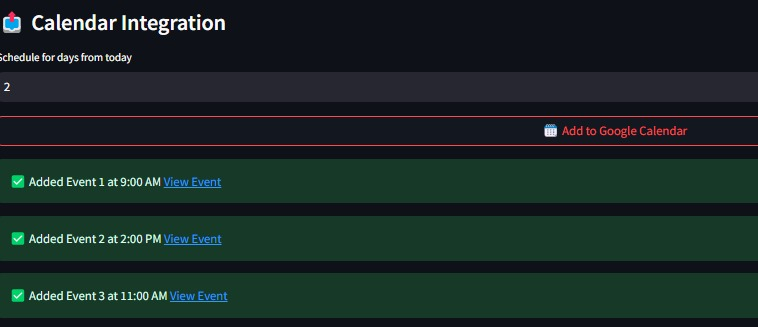 Calendar Integration
Schedule for days from today
2
Add to Google Calendar
Added Event 1 at 9:00 AM View Event
Added Event 2 at 2:00 PM View Event
Added Event 3 at 11:00 AM View Event